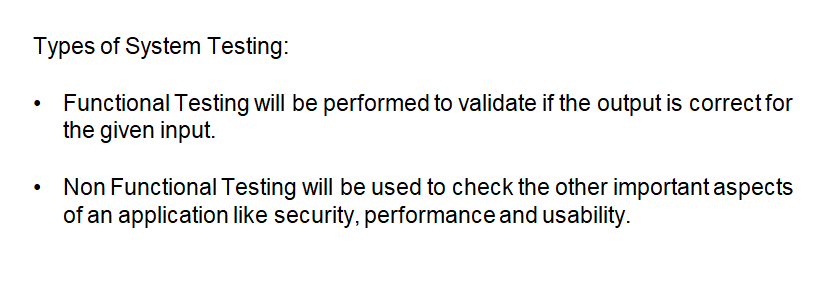 Types of System Testing:
• Functional Testing will be performed to validate if the output is correct for
the given input.
• Non Functional Testing will be used to check the other important aspects
of an application like security, performance and usability.